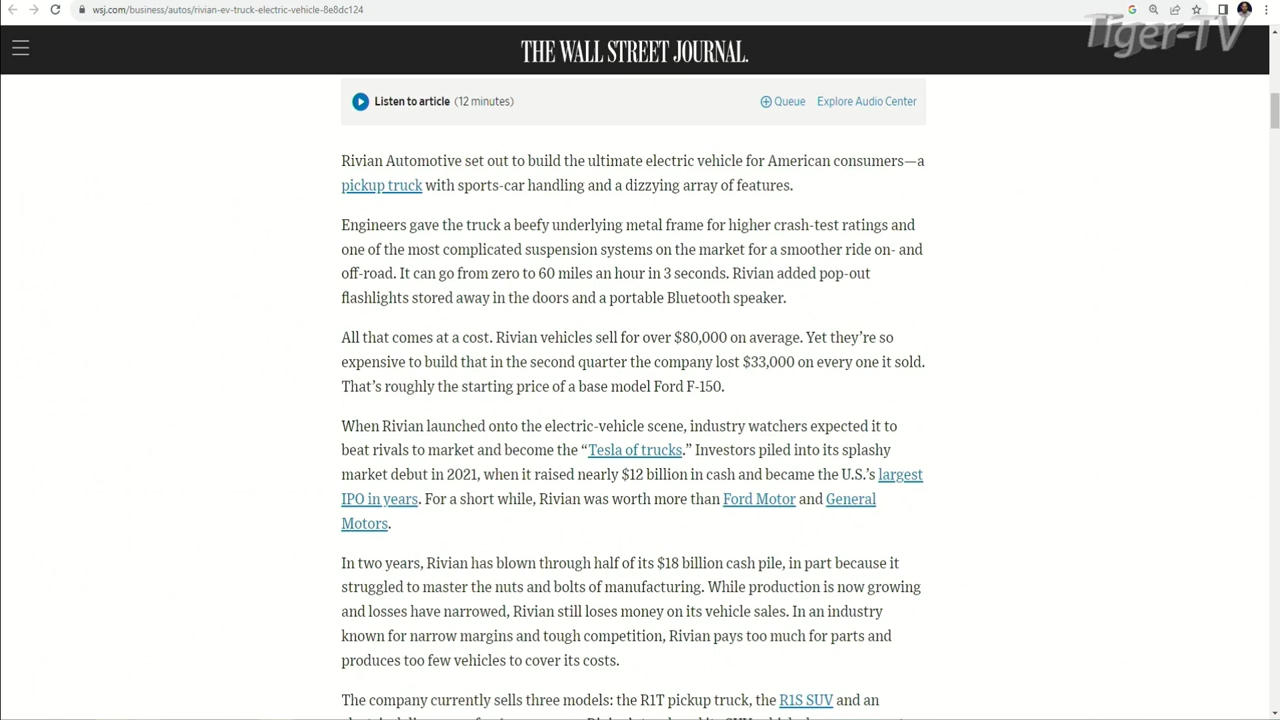 wsj.com/business/autos/rivian-ev-truck-electric-vehicle-8e8dc124
Tiger-TV
THE WALL STREET JOURNAL.
Listen to article (12 minutes)
Queue
Explore Audio Center
Rivian Automotive set out to build the ultimate electric vehicle for American consumers—a
pickup truck with sports-car handling and a dizzying array of features.
Engineers gave the truck a beefy underlying metal frame for higher crash-test ratings and
one of the most complicated suspension systems on the market for a smoother ride on- and
off-road. It can go from zero to 60 miles an hour in 3 seconds. Rivian added pop-out
flashlights stored away in the doors and a portable Bluetooth speaker.
All that comes at a cost. Rivian vehicles sell for over $80,000 on average. Yet they’re so
expensive to build that in the second quarter the company lost $33,000 on every one it sold.
That’s roughly the starting price of a base model Ford F-150.
When Rivian launched onto the electric-vehicle scene, industry watchers expected it to
beat rivals to market and become the “Tesla of trucks.” Investors piled into its splashy
market debut in 2021, when it raised nearly $12 billion in cash and became the U.S.’s largest
IPO in years. For a short while, Rivian was worth more than Ford Motor and General
Motors.
In two years, Rivian has blown through half of its $18 billion cash pile, in part because it
struggled to master the nuts and bolts of manufacturing. While production is now growing
and losses have narrowed, Rivian still loses money on its vehicle sales. In an industry
known for narrow margins and tough competition, Rivian pays too much for parts and
produces too few vehicles to cover its costs.
The company currently sells three models: the R1T pickup truck, the R1S SUV and an